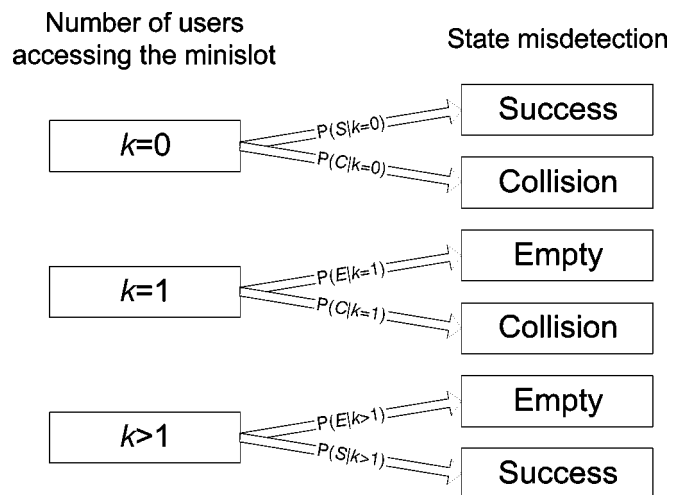 Number of users
accessing the minislot
State misdetection
k=0
P(S|k=0)
P(C|k=0)
Success
Collision
k=1
P(E|k=1)
P(C|k=1)
Empty
Collision
k>1
P(E|k>1)
P(S|k>1)
Empty
Success